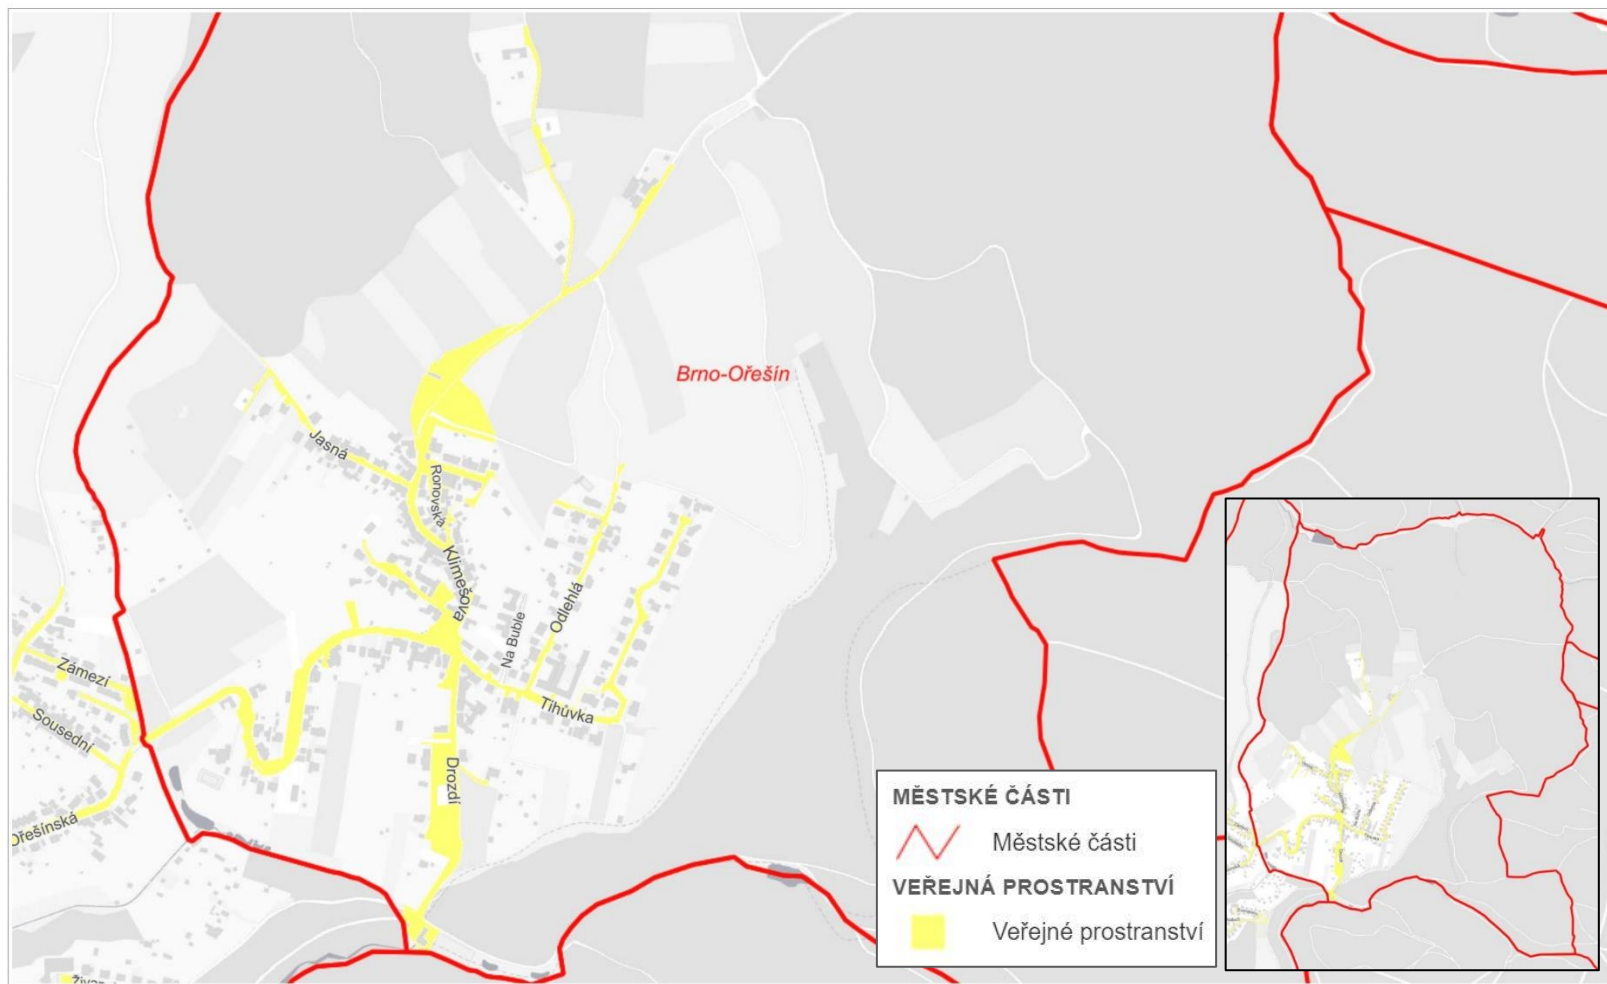 Brno-Ořešín
Jasná
Ronovská
Klimešova
Na Buble
Odlehlá
Tihůvka
Zámezí
Sousední
Drozdí
Ořešínská
MĚSTSKÉ ČÁSTI
Městské části
VEŘEJNÁ PROSTRANSTVÍ
Veřejné prostranství